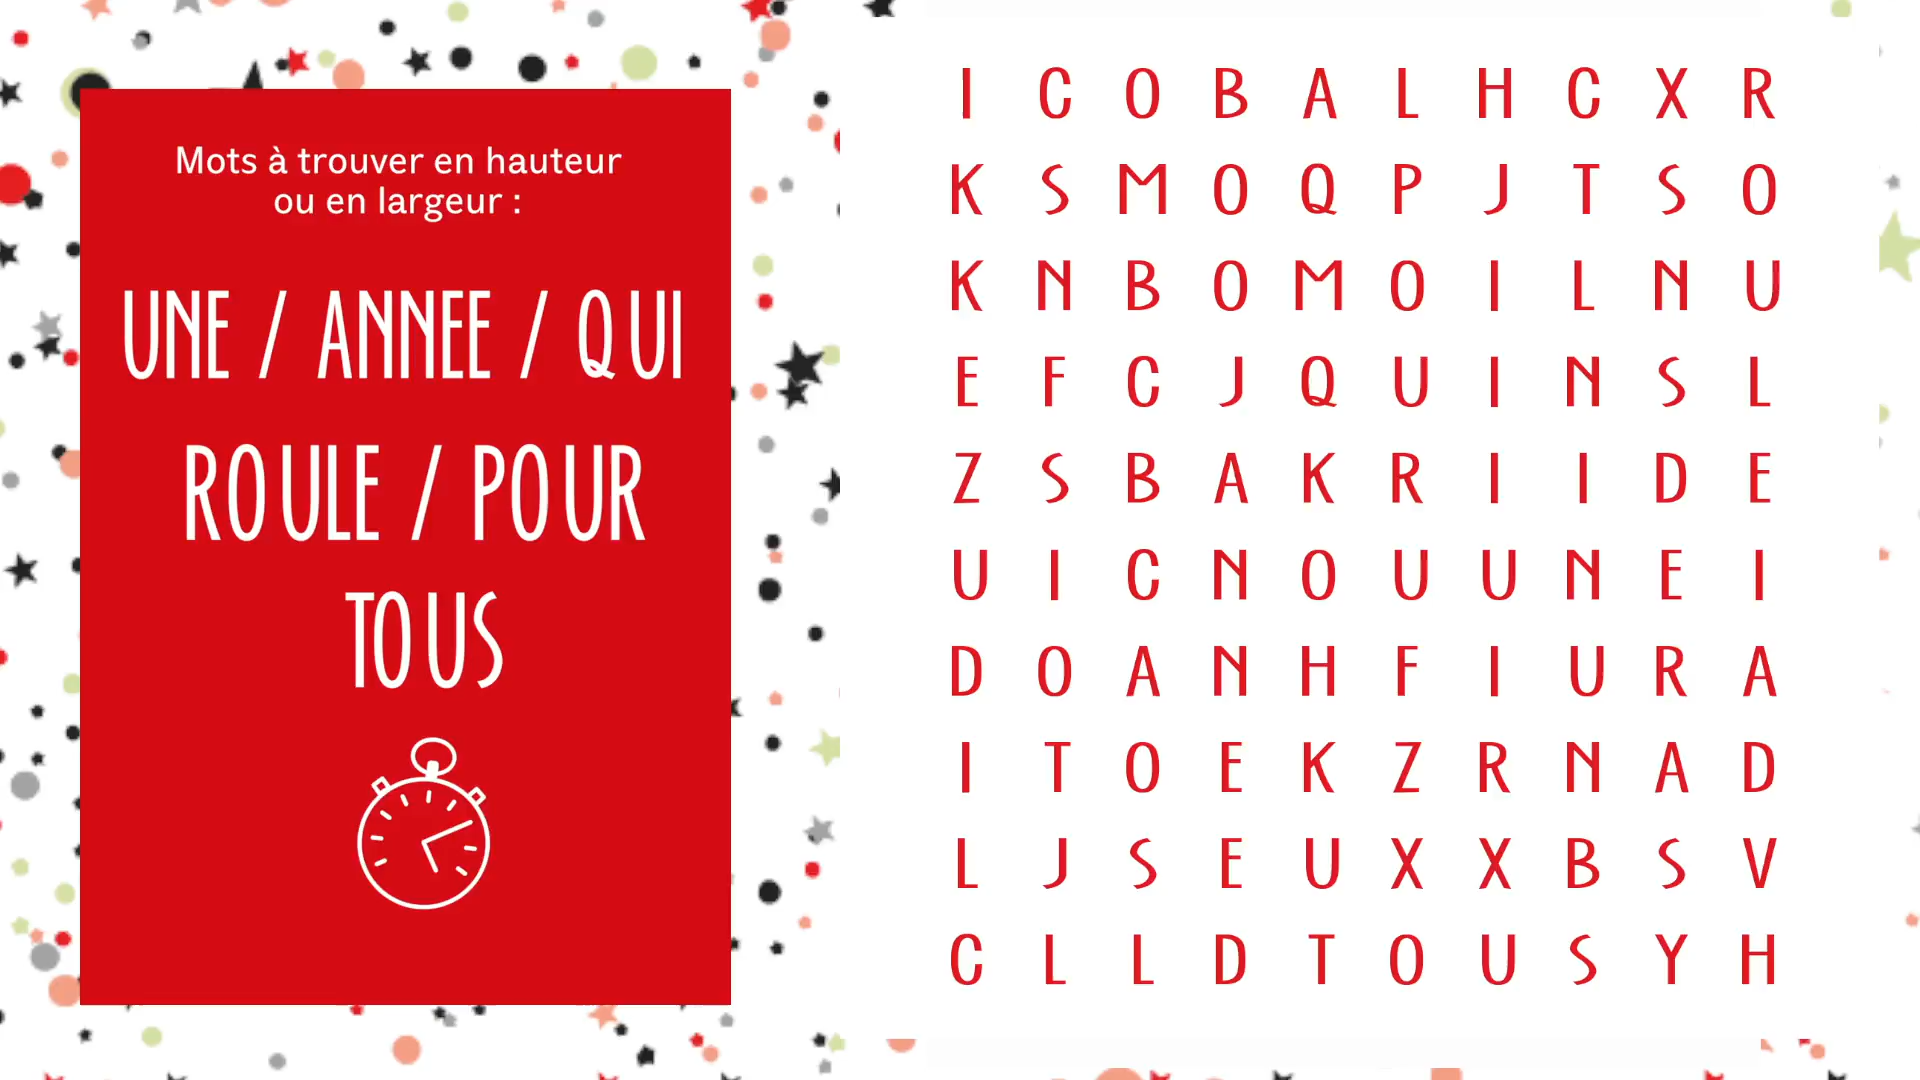 Mots à trouver en hauteur
ou en largeur :
UNE / ANNEE / QUI
ROULE / POUR
TOUS
I C O B A L H C X R
K S M O Q P J T S O
K N B O M O I L N U
E F C J Q U I N S L
Z S B A K R I I D E
U I C N O U U N E I
D O A N H F I U R A
I T O E K Z R N A D
L J S E U X X B S V
C L L D T O U S Y H